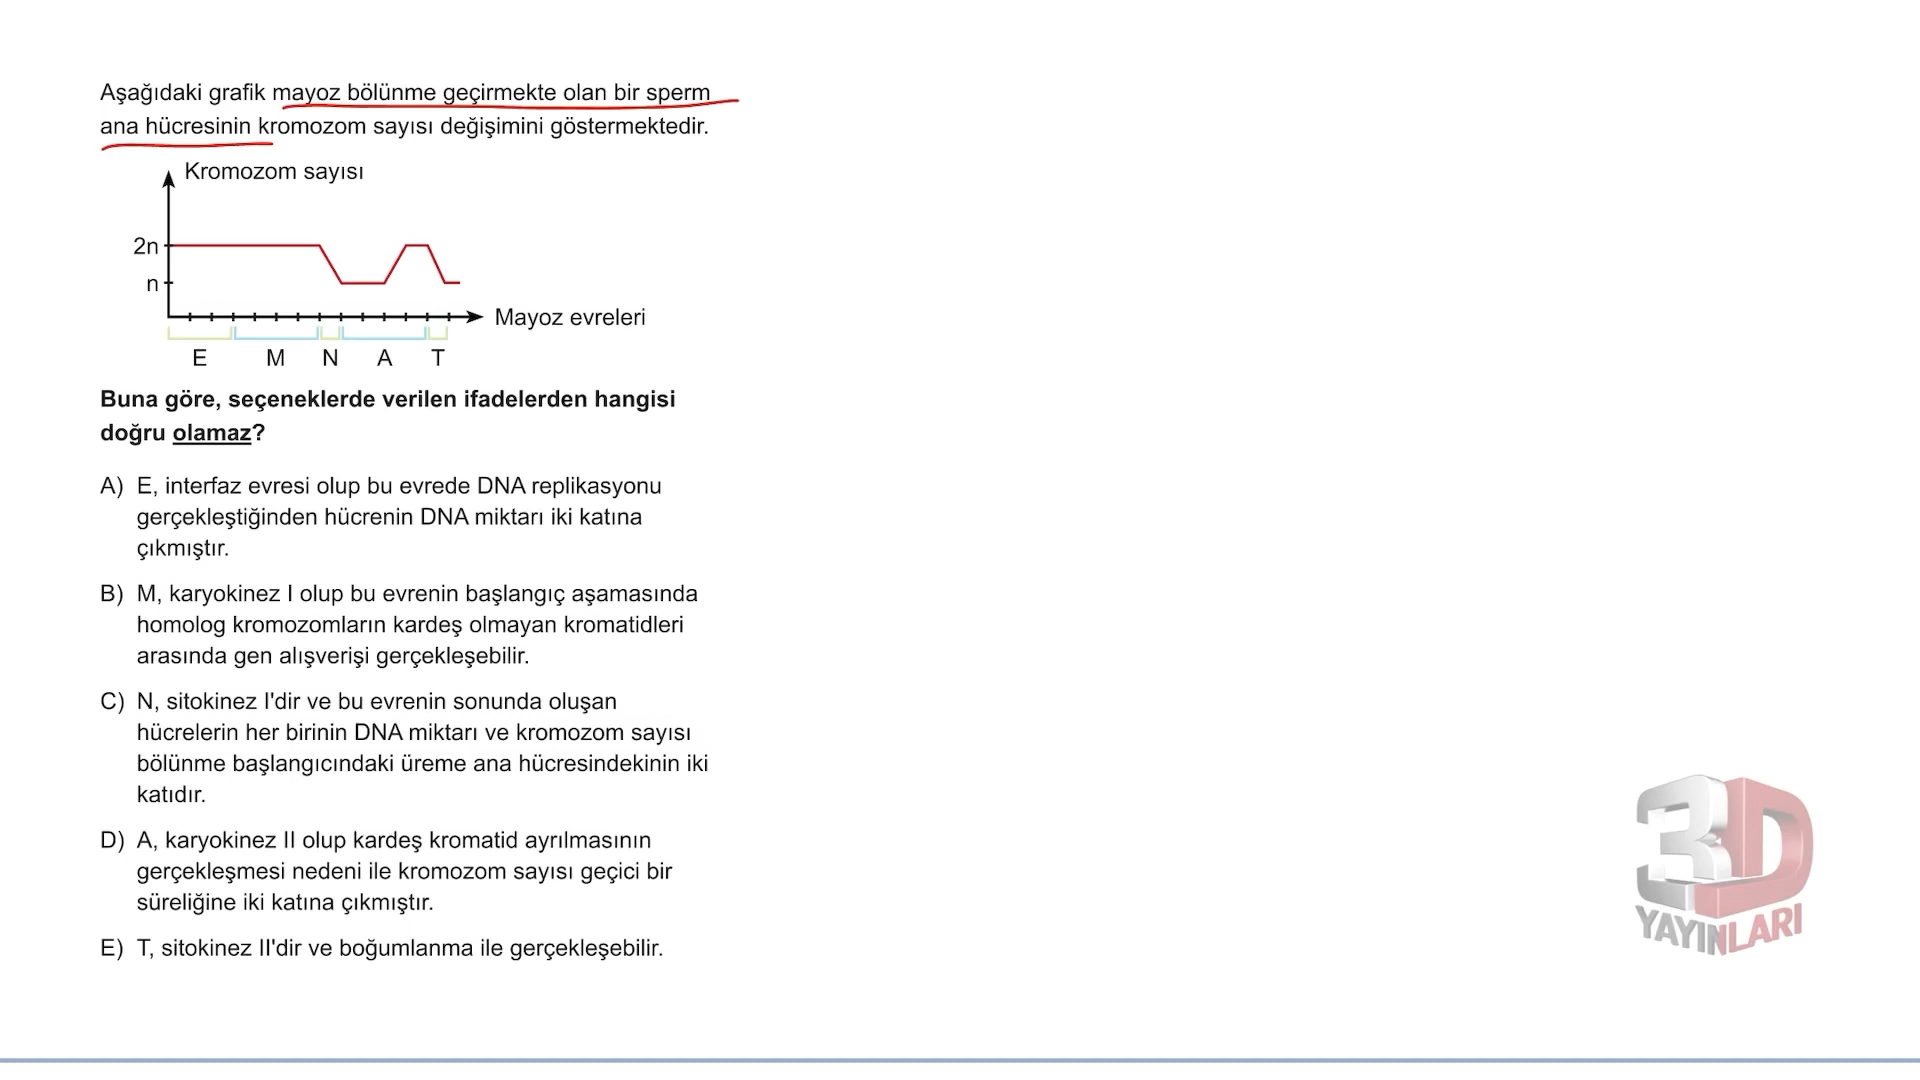 Aşağıdaki grafik mayoz bölünme geçirmekte olan bir sperm
ana hücresinin kromozom sayısı değişimini göstermektedir.
Kromozom sayısı
2n
n
Mayoz evreleri
E M N A T
Buna göre, seçeneklerde verilen ifadelerden hangisi
doğru olamaz?
A) E, interfaz evresi olup bu evrede DNA replikasyonu
gerçekleştiğinden hücrenin DNA miktarı iki katına
çıkmıştır.
B) M, karyokinez I olup bu evrenin başlangıç aşamasında
homolog kromozomların kardeş olmayan kromatidleri
arasında gen alışverişi gerçekleşebilir.
C) N, sitokinez I'dir ve bu evrenin sonunda oluşan
hücrelerin her birinin DNA miktarı ve kromozom sayısı
bölünme başlangıcındaki üreme ana hücresindekinin iki
katıdır.
D) A, karyokinez II olup kardeş kromatid ayrılmasının
gerçekleşmesi nedeni ile kromozom sayısı geçici bir
süreliğine iki katına çıkmıştır.
E) T, sitokinez II'dir ve boğumlanma ile gerçekleşebilir.
3D
YAYINLARI